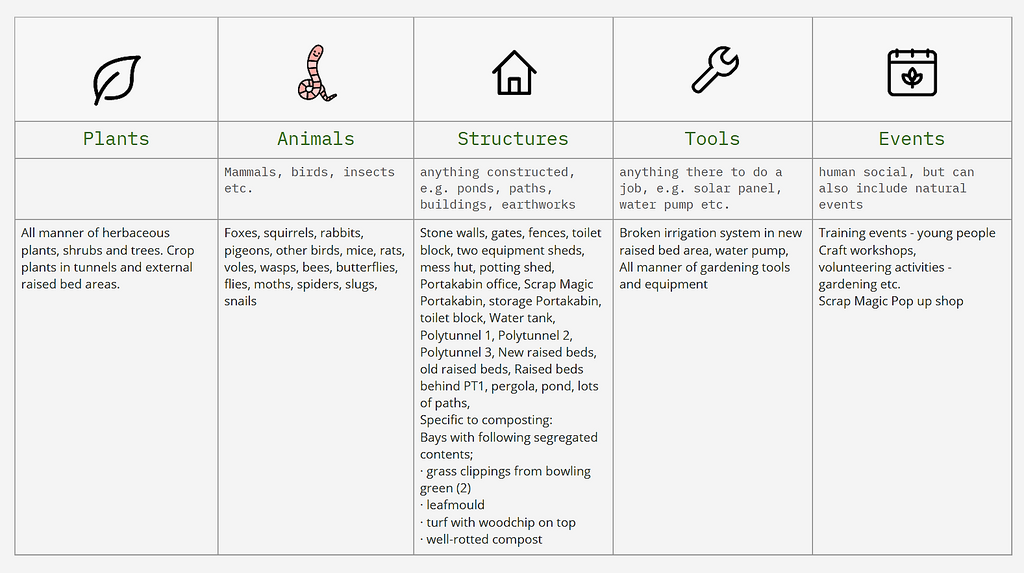 Plants
Animals
Structures
Tools
Events
Mammals, birds, insects
etc.
anything constructed,
e.g. ponds, paths,
buildings, earthworks
anything there to do a
job, e.g. solar panel,
water pump etc.
human social, but can
also include natural
events
All manner of herbaceous
plants, shrubs and trees. Crop
plants in tunnels and external
raised bed areas.
Foxes, squirrels, rabbits,
pigeons, other birds, mice, rats,
voles, wasps, bees, butterflies,
flies, moths, spiders, slugs,
snails
Stone walls, gates, fences, toilet
block, two equipment sheds,
mess hut, potting shed,
Portakabin office, Scrap Magic
Portakabin, storage Portakabin,
toilet block, Water tank,
Polytunnel 1, Polytunnel 2,
Polytunnel 3, New raised beds,
old raised beds, Raised beds
behind PT1, pergola, pond, lots
of paths,
Specific to composting:
Bays with following segregated
contents;
· grass clippings from bowling
green (2)
· leafmould
· turf with woodchip on top
· well-rotted compost
Broken irrigation system in new
raised bed area, water pump,
All manner of gardening tools
and equipment
Training events - young people
Craft workshops,
volunteering activities -
gardening etc.
Scrap Magic Pop up shop